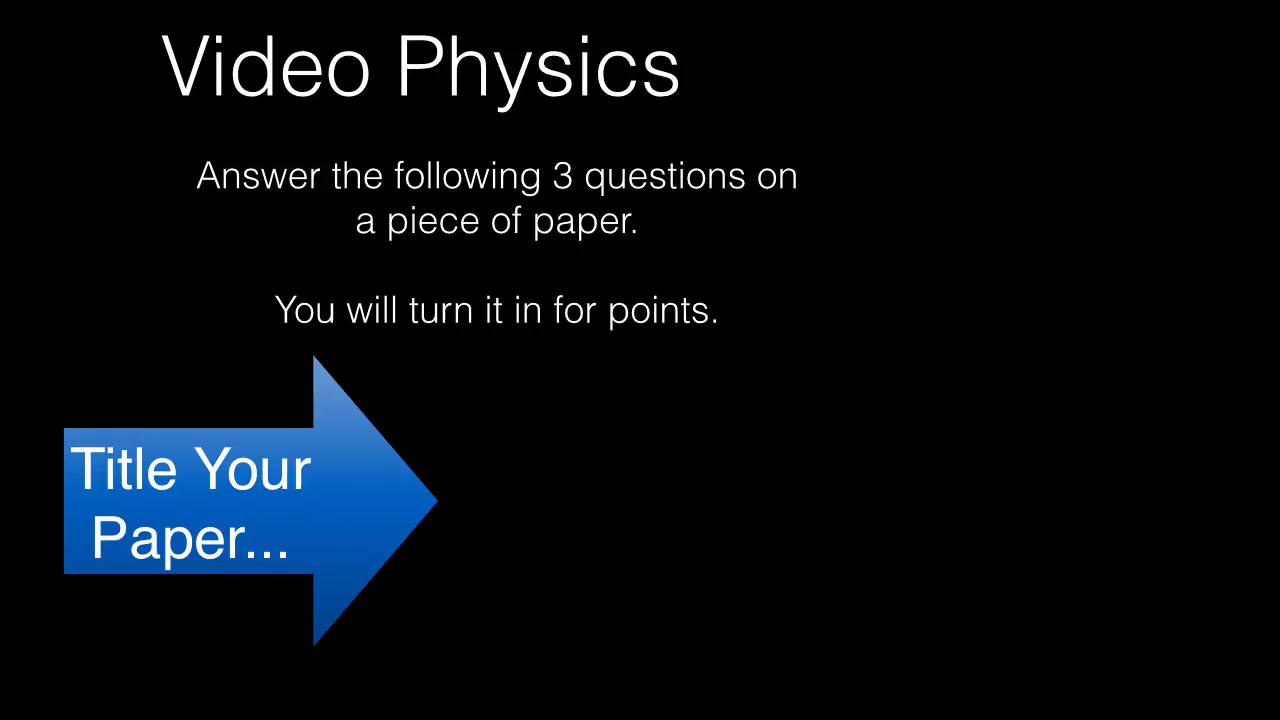 Video Physics
Answer the following 3 questions on
a piece of paper.
You will turn it in for points.
Title Your
Paper...